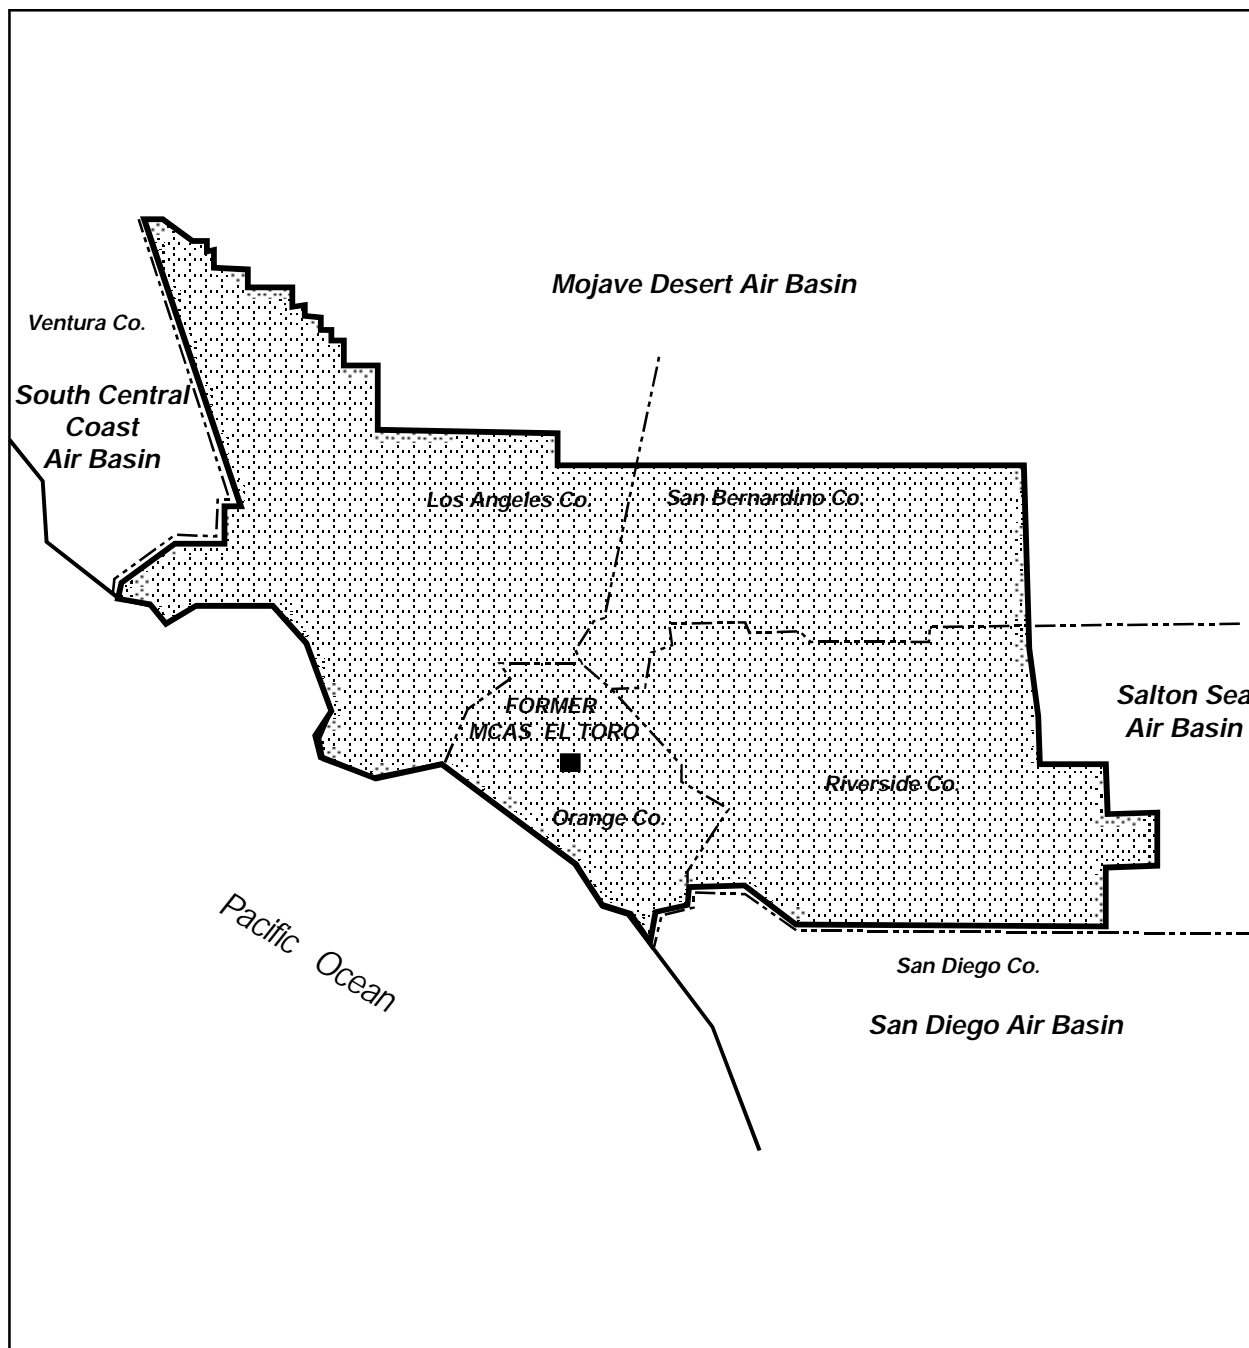 Mojave Desert Air Basin
Ventura Co.
South Central
Coast
Air Basin
Los Angeles Co.
San Bernardino Co.
FORMER
MCAS EL TORO
Salton Sea
Air Basin
Riverside Co.
Orange Co.
Pacific Ocean
San Diego Co.
San Diego Air Basin